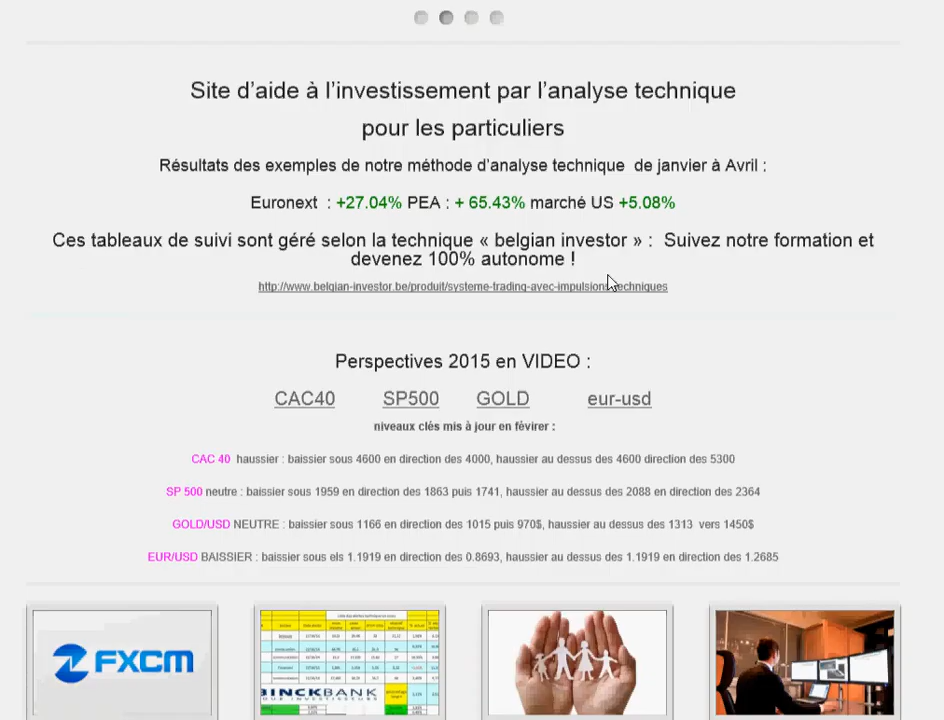 Site d’aide à l’investissement par l’analyse technique
pour les particuliers
Résultats des exemples de notre méthode d’analyse technique de janvier à Avril :
Euronext : +27.04% PEA : + 65.43% marché US +5.08%
Ces tableaux de suivi sont géré selon la technique « belgian investor » : Suivez notre formation et
devenez 100% autonome !
http://www.belgian-investor.be/produit/systeme-trading-avec-impulsions-techniques
Perspectives 2015 en VIDEO :
CAC40 SP500 GOLD eur-usd
niveaux clés mis à jour en févirer :
CAC 40 haussier : baissier sous 4600 en direction des 4000, haussier au dessus des 4600 direction des 5300
SP 500 neutre : baissier sous 1959 en direction des 1863 puis 1741, haussier au dessus des 2088 en direction des 2364
GOLD/USD NEUTRE : baissier sous 1166 en direction des 1015 puis 970$, haussier au dessus des 1313 vers 1450$
EUR/USD BAISSIER : baissier sous els 1.1919 en direction des 0.8693, haussier au dessus des 1.1919 en direction des 1.2685
FXCM
BINCKBANK